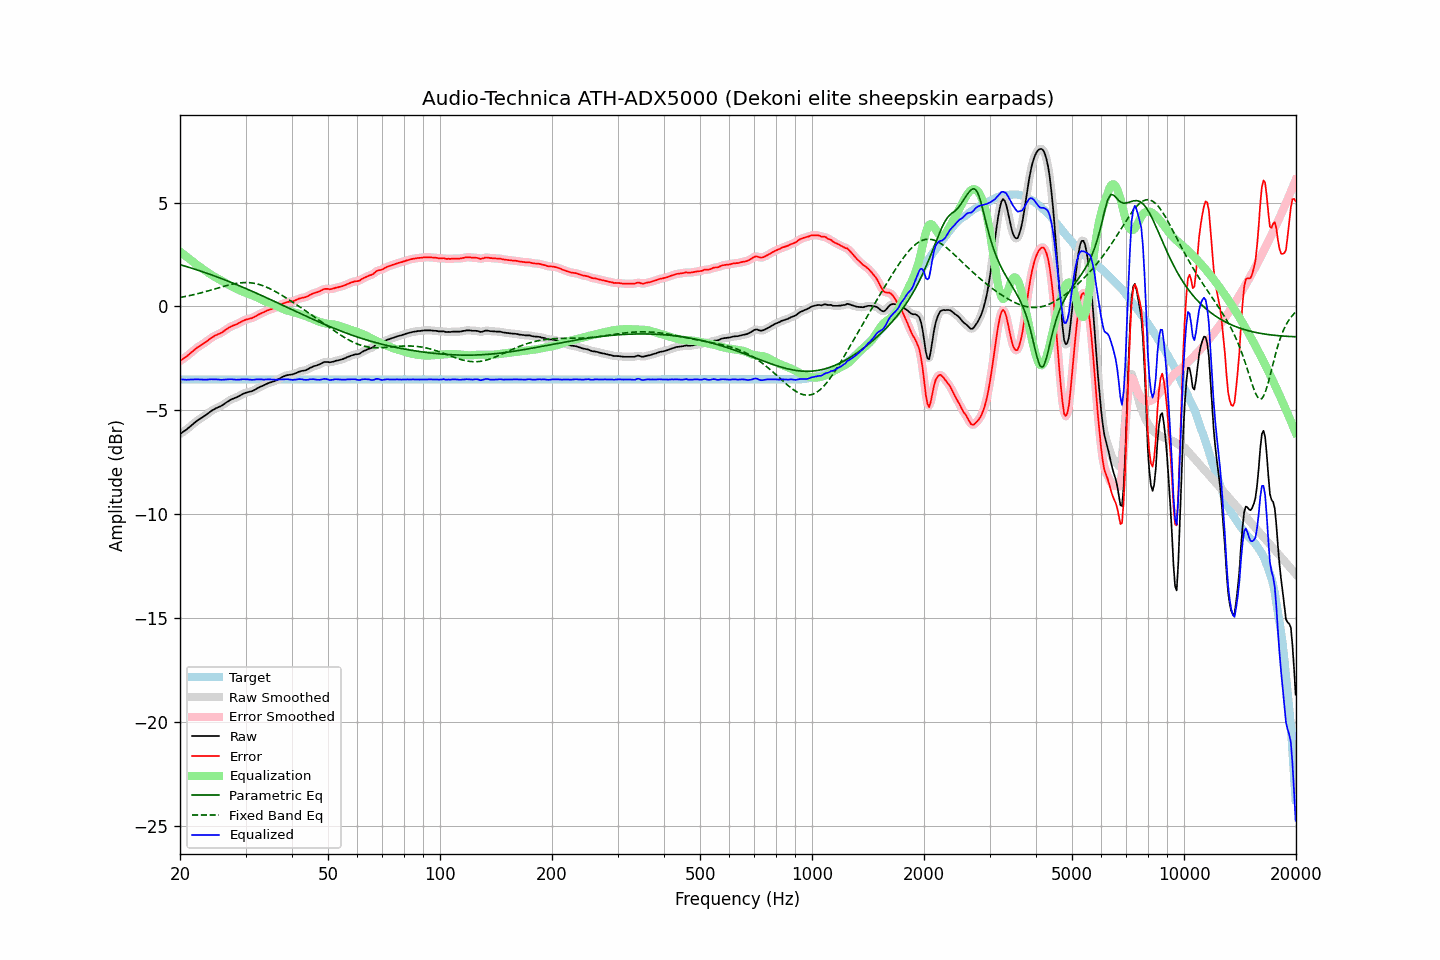 Audio-Technica ATH-ADX5000 (Dekoni elite sheepskin earpads)
Amplitude (dBr)
5
0
−5
−10
−15
−20
−25
Target
Raw Smoothed
Error Smoothed
Raw
Error
Equalization
Parametric Eq
Fixed Band Eq
Equalized
20 50 100 200 500 1000 2000 5000 10000 20000
Frequency (Hz)